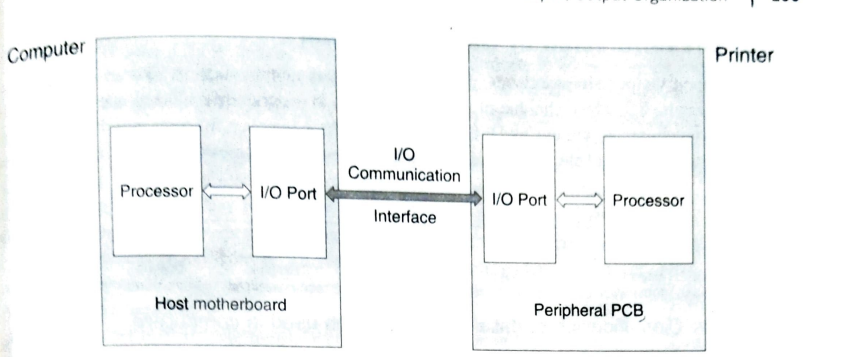 Computer
Printer
Processor
I/O Port
I/O
Communication
Interface
I/O Port
Processor
Host motherboard
Peripheral PCB